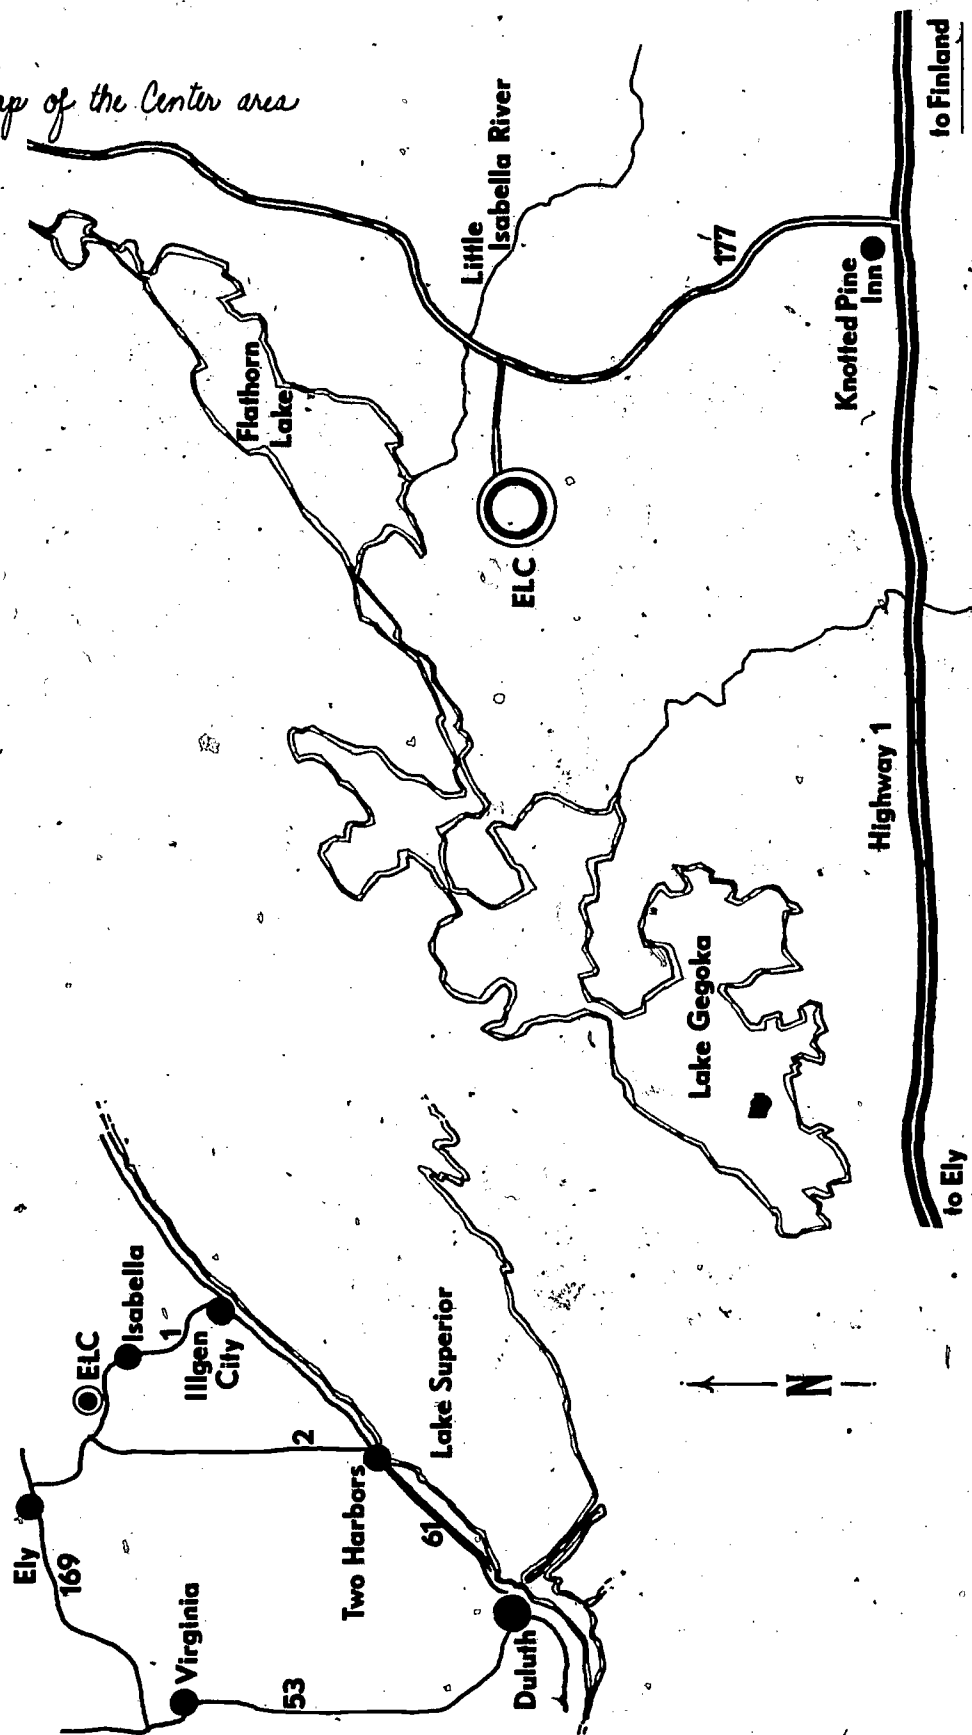 map of the Center area
Little
Isabella River
to Finland
177
Knotted Pine
Inn
Flathorn
Lake
ELC
Highway 1
Lake Gegoka
to Ely
ELC
Isabella
1
Illgen
City
Lake Superior
N
2
Ely
169
Two Harbors
61
Virginia
53
Duluth